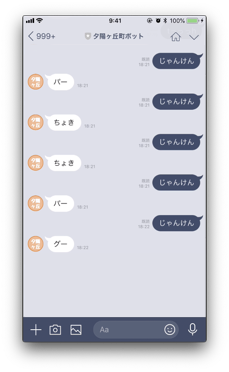 9:41
100%
999+
夕陽ヶ丘町ボット
じゃんけん
既読
18:21
パー
18:21
じゃんけん
既読
18:21
ちょき
18:21
じゃんけん
既読
18:21
ちょき
18:21
じゃんけん
既読
18:21
パー
18:21
じゃんけん
既読
18:22
グー
18:22
Aa